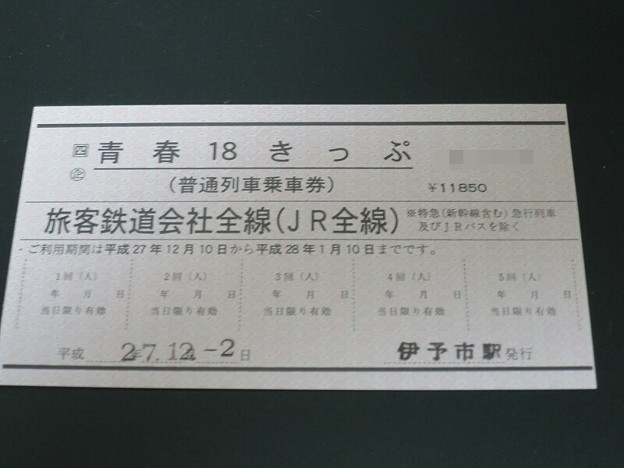 四 青春18きっぷ
企
(普通列車乗車券) ￥11850
旅客鉄道会社全線(JR全線) ※特急(新幹線含む)急行列車
及びJRバスを除く
・ご利用期間は平成27年12月10日から平成28年1月10日までです。
1回(人) 2回(人) 3回(人) 4回(人) 5回(人)
年 月 日 年 月 日 年 月 日 年 月 日 年 月 日
当日限り有効 当日限り有効 当日限り有効 当日限り有効 当日限り有効
平成 27.12.-2日 伊予市駅発行